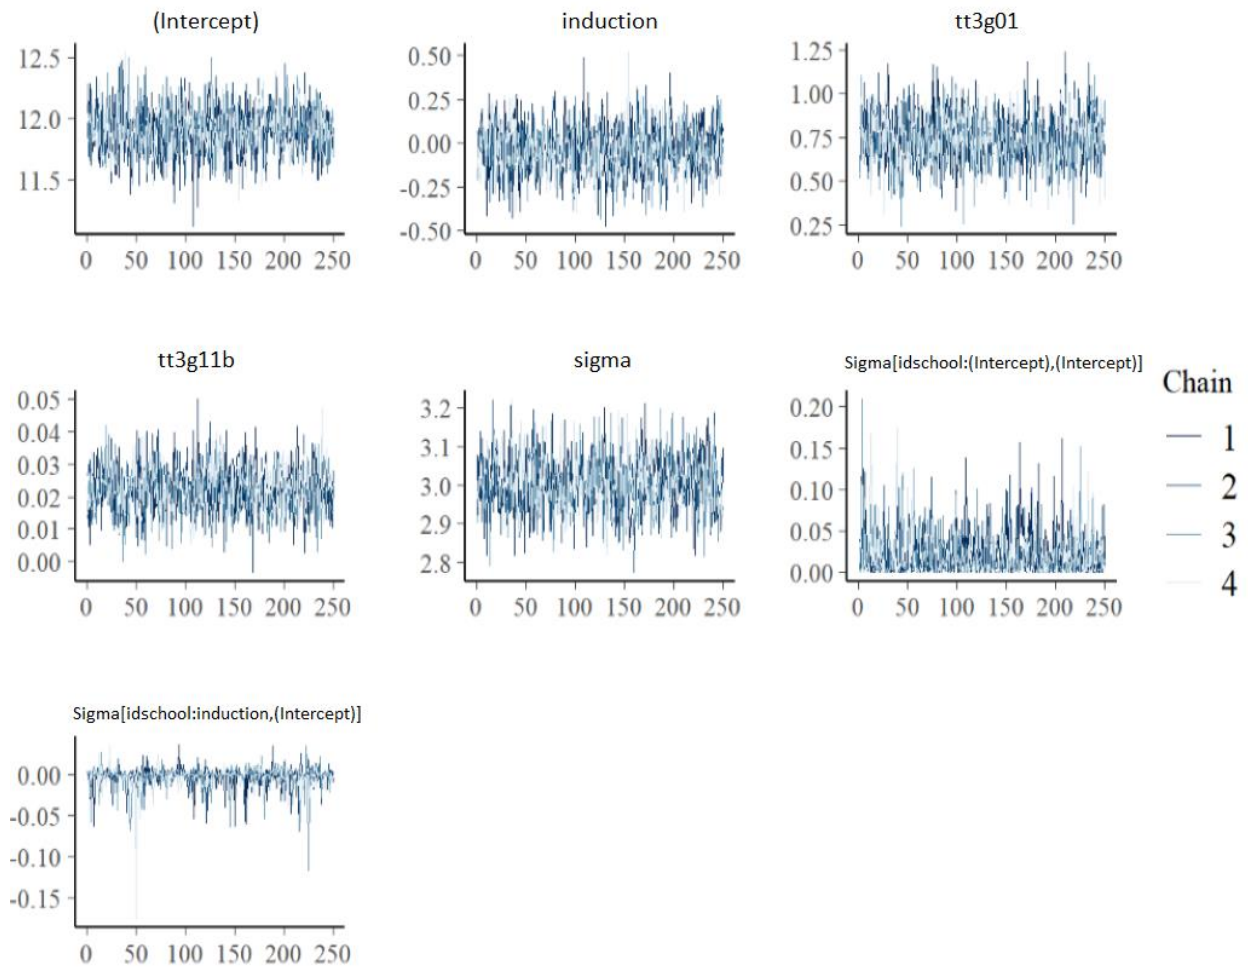 (Intercept)
induction
tt3g01
12.5
12.0
11.5
0 50 100 150 200 250
0.50
0.25
0.00
-0.25
-0.50
0 50 100 150 200 250
1.25
1.00
0.75
0.50
0.25
0 50 100 150 200 250
tt3g11b
sigma
Sigma[idschool:(Intercept),(Intercept)]
0.05
0.04
0.03
0.02
0.01
0.00
0 50 100 150 200 250
3.2
3.1
3.0
2.9
2.8
0 50 100 150 200 250
0.20
0.15
0.10
0.05
0.00
0 50 100 150 200 250
Chain
1
2
3
4
Sigma[idschool:induction,(Intercept)]
0.00
-0.05
-0.10
-0.15
0 50 100 150 200 250